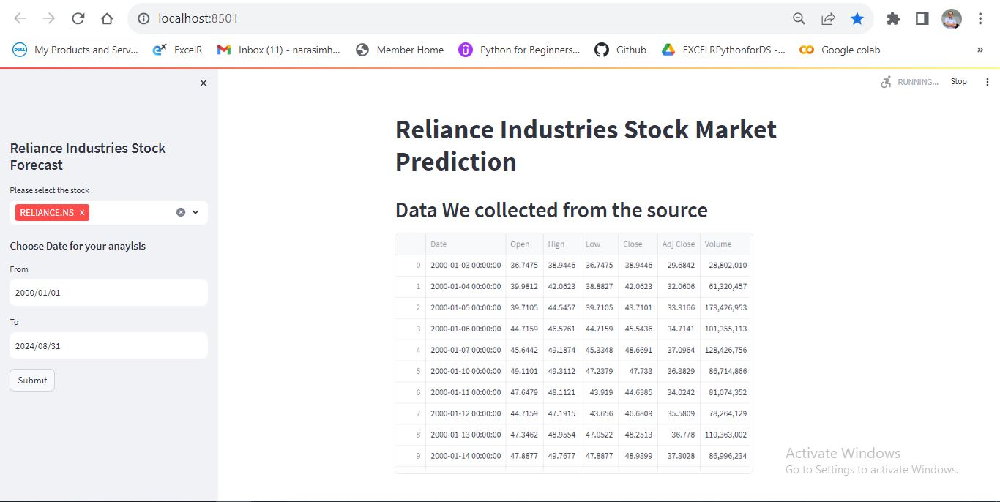 localhost:8501
My Products and Serv... ExcelR Inbox (11) - narasimh... Member Home Python for Beginners... Github EXCELRPythonforDS -... Google colab »
RUNNING... Stop
Reliance Industries Stock
Forecast
Please select the stock
RELIANCE.NS ×
Choose Date for your anaylsis
From
2000/01/01
To
2024/08/31
Submit
Reliance Industries Stock Market
Prediction
Data We collected from the source
Date Open High Low Close Adj Close Volume
0 2000-01-03 00:00:00 36.7475 38.9446 36.7475 38.9446 29.6842 28,802,010
1 2000-01-04 00:00:00 39.9812 42.0623 38.8827 42.0623 32.0606 61,320,457
2 2000-01-05 00:00:00 39.7105 44.5457 39.7105 43.7101 33.3166 173,426,953
3 2000-01-06 00:00:00 44.7159 46.5261 44.7159 45.5436 34.7141 101,355,113
4 2000-01-07 00:00:00 45.6442 49.1874 45.3348 48.6691 37.0964 128,426,756
5 2000-01-10 00:00:00 49.1101 49.3112 47.2379 47.733 36.3829 86,714,866
6 2000-01-11 00:00:00 47.6479 48.1121 43.919 44.6385 34.0242 81,074,352
7 2000-01-12 00:00:00 44.7159 47.1915 43.656 46.6809 35.5809 78,264,129
8 2000-01-13 00:00:00 47.3462 48.9554 47.0522 48.2513 36.778 110,363,002
9 2000-01-14 00:00:00 47.8877 49.7677 47.8877 48.9399 37.3028 86,996,234
Activate Windows
Go to Settings to activate Windows.